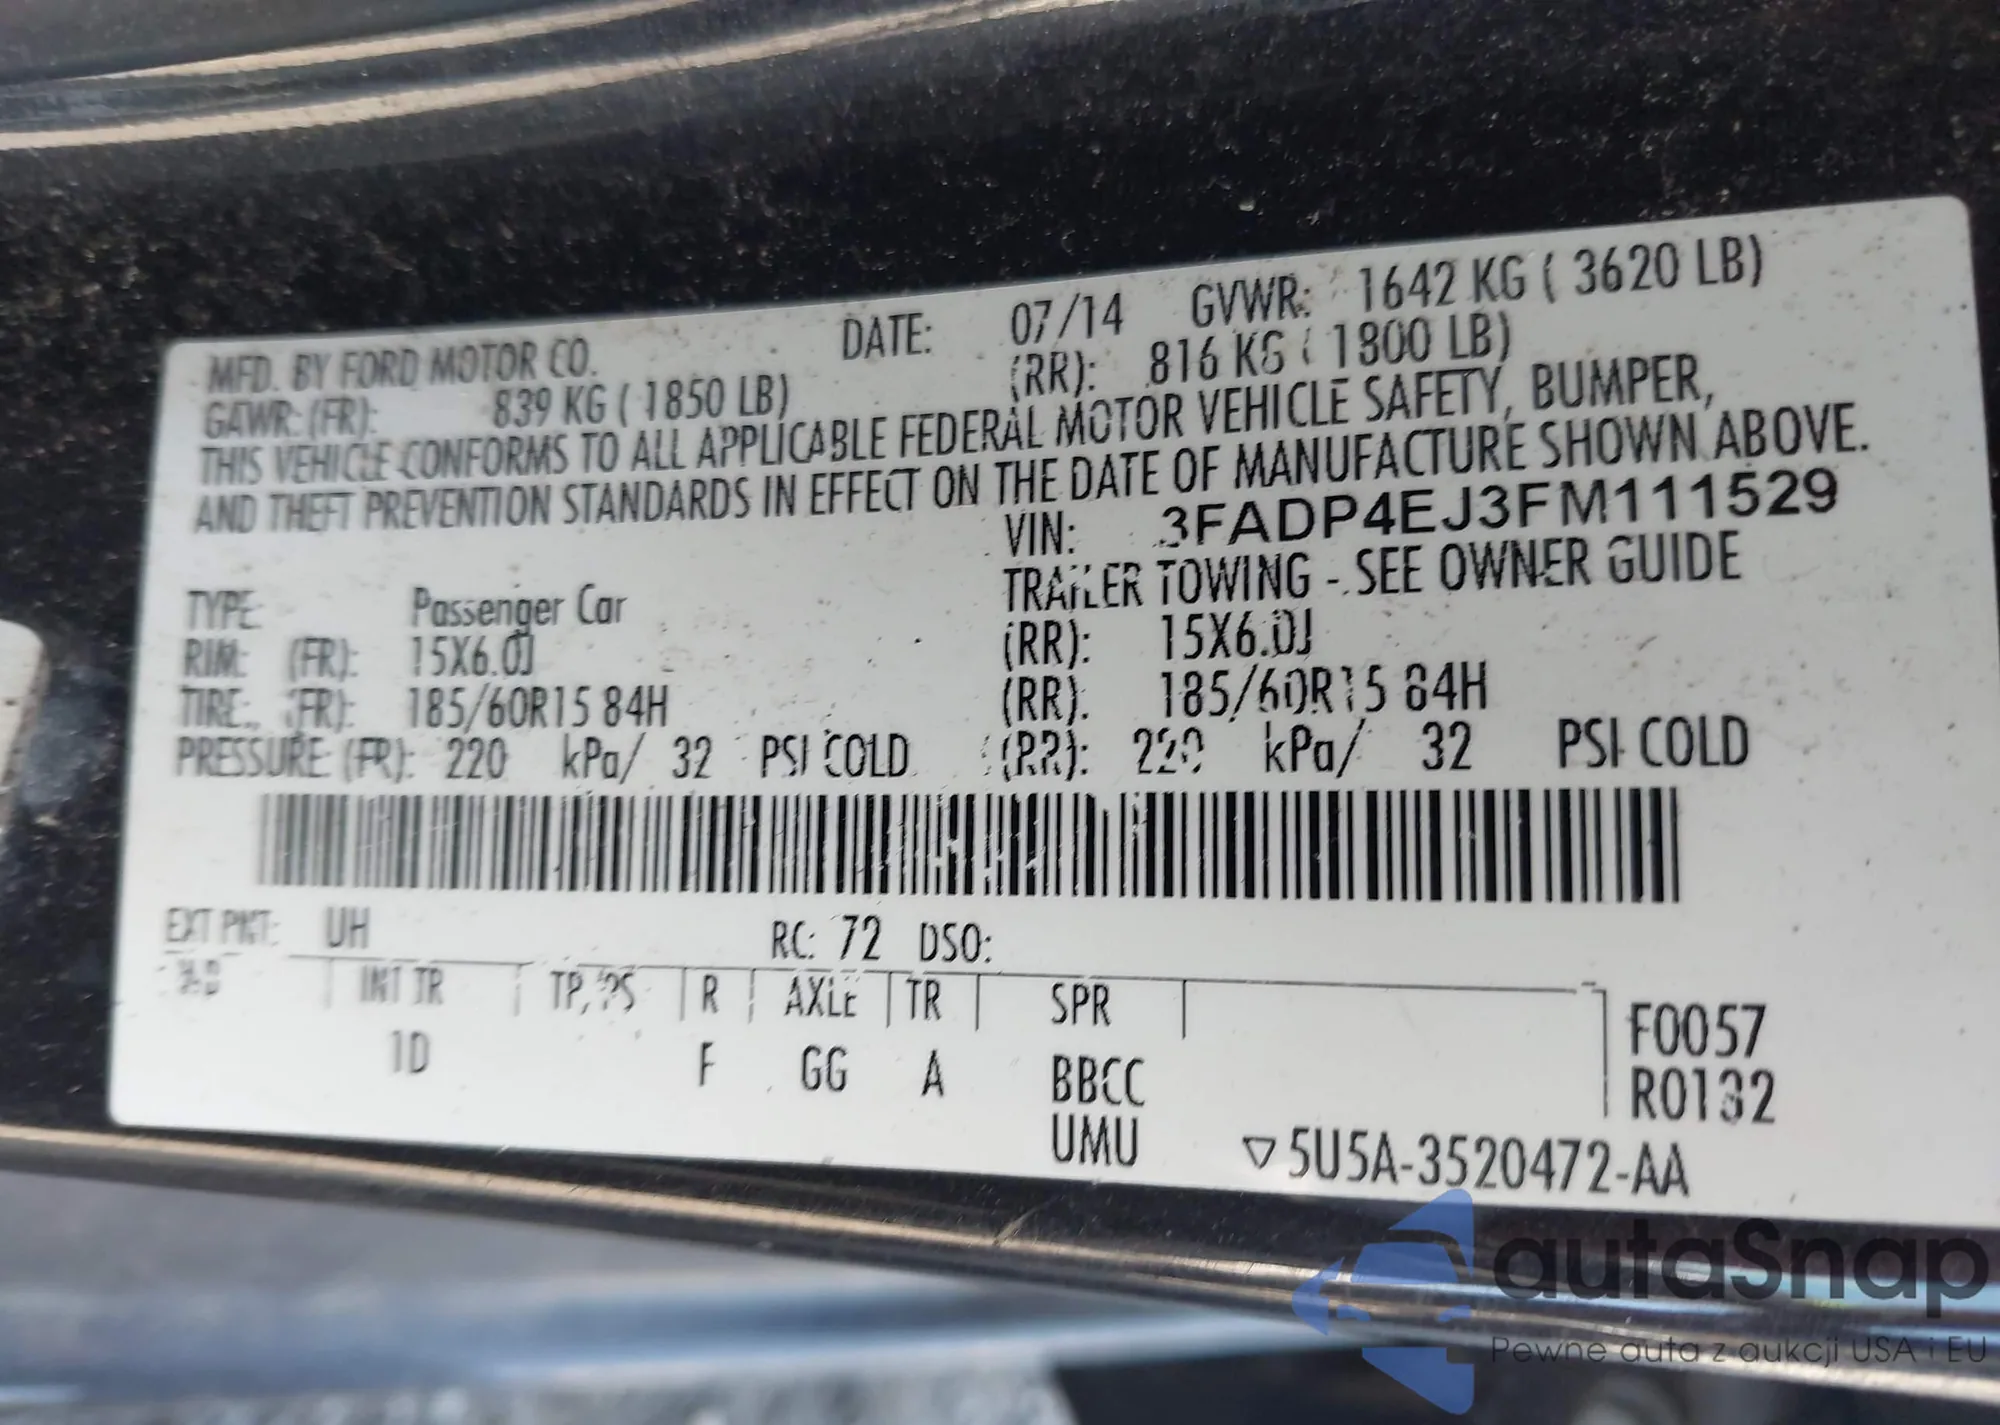 MFD. BY FORD MOTOR CO. DATE: 07/14 GVWR: 1642 KG ( 3620 LB)
GAWR: (FR): 839 KG ( 1850 LB) (RR): 816 KG ( 1800 LB)
THIS VEHICLE CONFORMS TO ALL APPLICABLE FEDERAL MOTOR VEHICLE SAFETY, BUMPER,
AND THEFT PREVENTION STANDARDS IN EFFECT ON THE DATE OF MANUFACTURE SHOWN ABOVE.
VIN: 3FADP4EJ3FM111529
TYPE: Passenger Car TRAILER TOWING - SEE OWNER GUIDE
RIM: (FR): 15X6.0J (RR): 15X6.0J
TIRE: (FR): 185/60R15 84H (RR): 185/60R15 84H
PRESSURE: (FR): 220 kPa/ 32 PSI COLD (RR): 220 kPa/ 32 PSI COLD
EXT PNT: UH RC: 72 DSO:
INT TR TP/PS R AXLE TR SPR
1D F GG A BBCC
UMU
F0057
R0132
▽5U5A-3520472-AA
autaSnap
Pewne auta z aukcji USA i EU